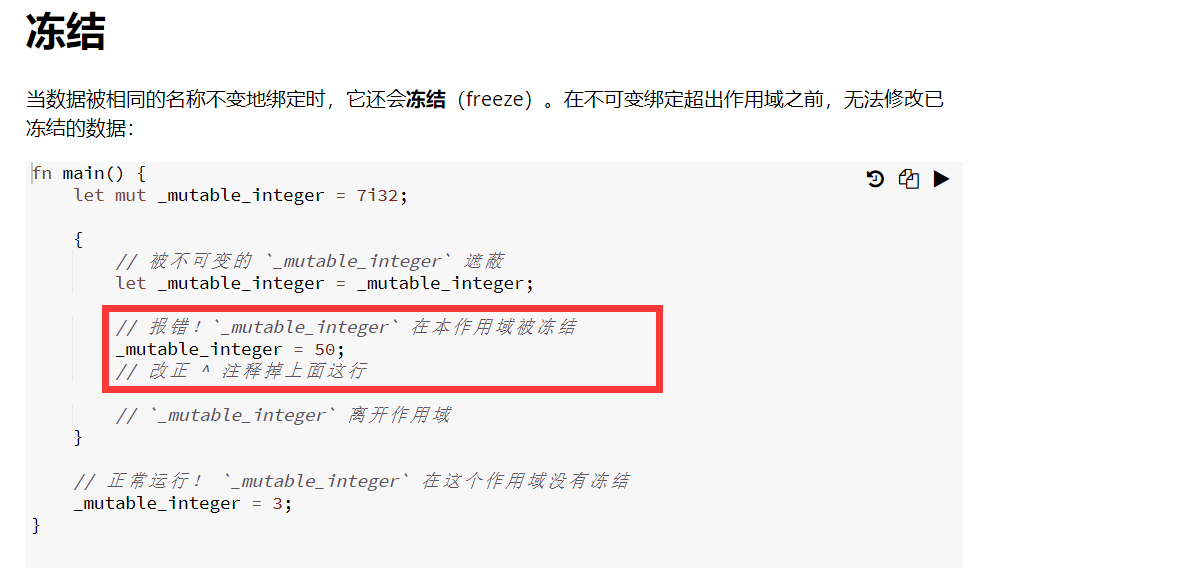 冻结
当数据被相同的名称不变地绑定时，它还会冻结（freeze）。在不可变绑定超出作用域之前，无法修改已
冻结的数据：
fn main() {
    let mut _mutable_integer = 7i32;
    {
        // 被不可变的 `_mutable_integer` 遮蔽
        let _mutable_integer = _mutable_integer;
        // 报错！`_mutable_integer` 在本作用域被冻结
        _mutable_integer = 50;
        // 改正 ^ 注释掉上面这行
        // `_mutable_integer` 离开作用域
    }
    // 正常运行！ `_mutable_integer` 在这个作用域没有冻结
    _mutable_integer = 3;
}